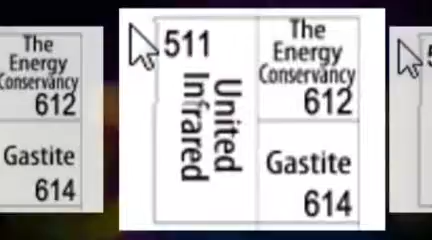 The
Energy
Conservancy
612
Gastite
614
511
United
Infrared
The
Energy
Conservancy
612
Gastite
614